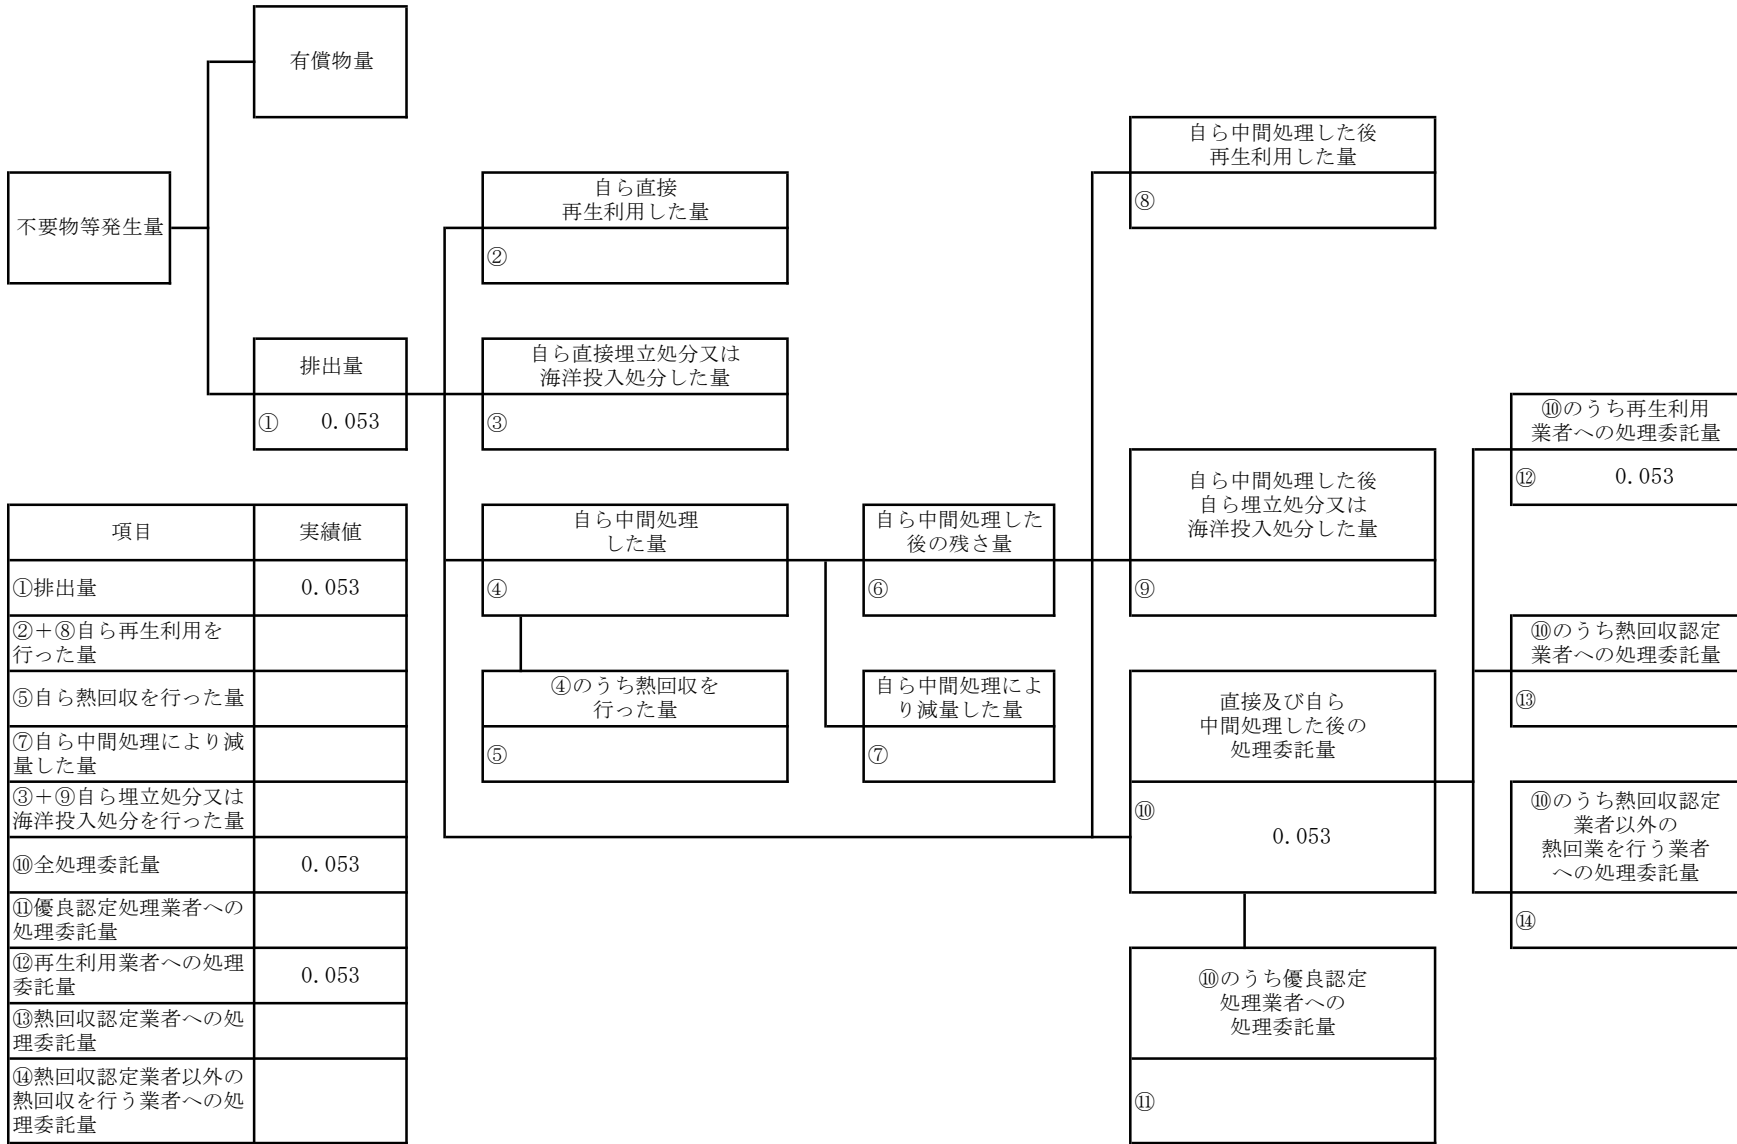 有償物量
不要物等発生量
排出量
① 0.053
自ら直接
再生利用した量
②
自ら直接埋立処分又は
海洋投入処分した量
③
自ら中間処理
した量
④
④のうち熱回収を
行った量
⑤
自ら中間処理した
後の残さ量
⑥
自ら中間処理によ
り減量した量
⑦
自ら中間処理した後
再生利用した量
⑧
自ら中間処理した後
自ら埋立処分又は
海洋投入処分した量
⑨
直接及び自ら
中間処理した後の
処理委託量
⑩
0.053
⑩のうち優良認定
処理業者への
処理委託量
⑪
⑩のうち再生利用
業者への処理委託量
⑫ 0.053
⑩のうち熱回収認定
業者への処理委託量
⑬
⑩のうち熱回収認定
業者以外の
熱回業を行う業者
への処理委託量
⑭
項目 実績値
①排出量 0.053
②+⑧自ら再生利用を
行った量
⑤自ら熱回収を行った量
⑦自ら中間処理により減
量した量
③+⑨自ら埋立処分又は
海洋投入処分を行った量
⑩全処理委託量 0.053
⑪優良認定処理業者への
処理委託量
⑫再生利用業者への処理
委託量 0.053
⑬熱回収認定業者への処
理委託量
⑭熱回収認定業者以外の
熱回収を行う業者への処
理委託量